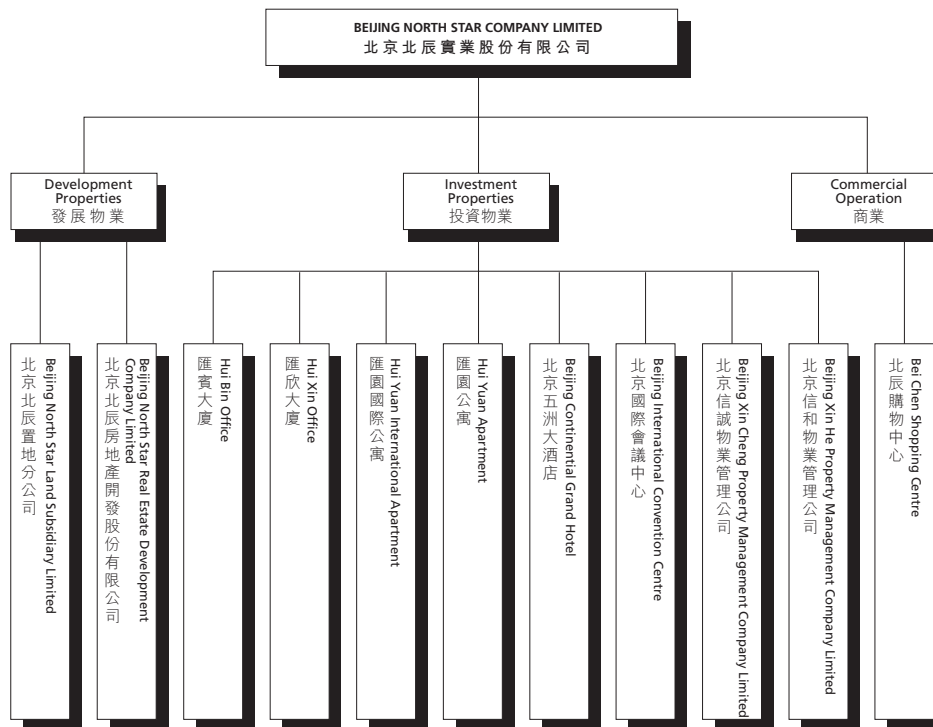 BEIJING NORTH STAR COMPANY LIMITED
北京北辰實業股份有限公司
Development
Properties
發展物業
Investment
Properties
投資物業
Commercial
Operation
商業
Beijing North Star Land Subsidiary Limited
北京北辰置地分公司
Beijing North Star Real Estate Development
Company Limited
北京北辰房地產開發股份有限公司
Hui Bin Office
匯賓大廈
Hui Xin Office
匯欣大廈
Hui Yuan International Apartment
匯園國際公寓
Hui Yuan Apartment
匯園公寓
Beijing Continental Grand Hotel
北京五洲大酒店
Beijing International Convention Centre
北京國際會議中心
Beijing Xin Cheng Property Management Company Limited
北京信誠物業管理公司
Beijing Xin He Property Management Company Limited
北京信和物業管理公司
Bei Chen Shopping Centre
北辰購物中心